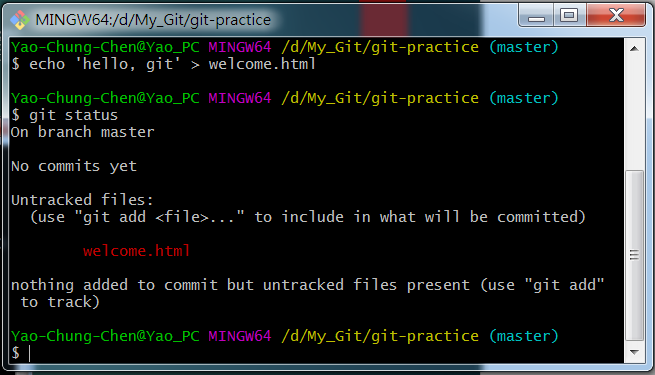 MINGW64:/d/My_Git/git-practice
Yao-Chung-Chen@Yao_PC MINGW64 /d/My_Git/git-practice (master)
$ echo 'hello, git' > welcome.html
Yao-Chung-Chen@Yao_PC MINGW64 /d/My_Git/git-practice (master)
$ git status
On branch master
No commits yet
Untracked files:
  (use "git add <file>..." to include in what will be committed)
        welcome.html
nothing added to commit but untracked files present (use "git add"
 to track)
Yao-Chung-Chen@Yao_PC MINGW64 /d/My_Git/git-practice (master)
$